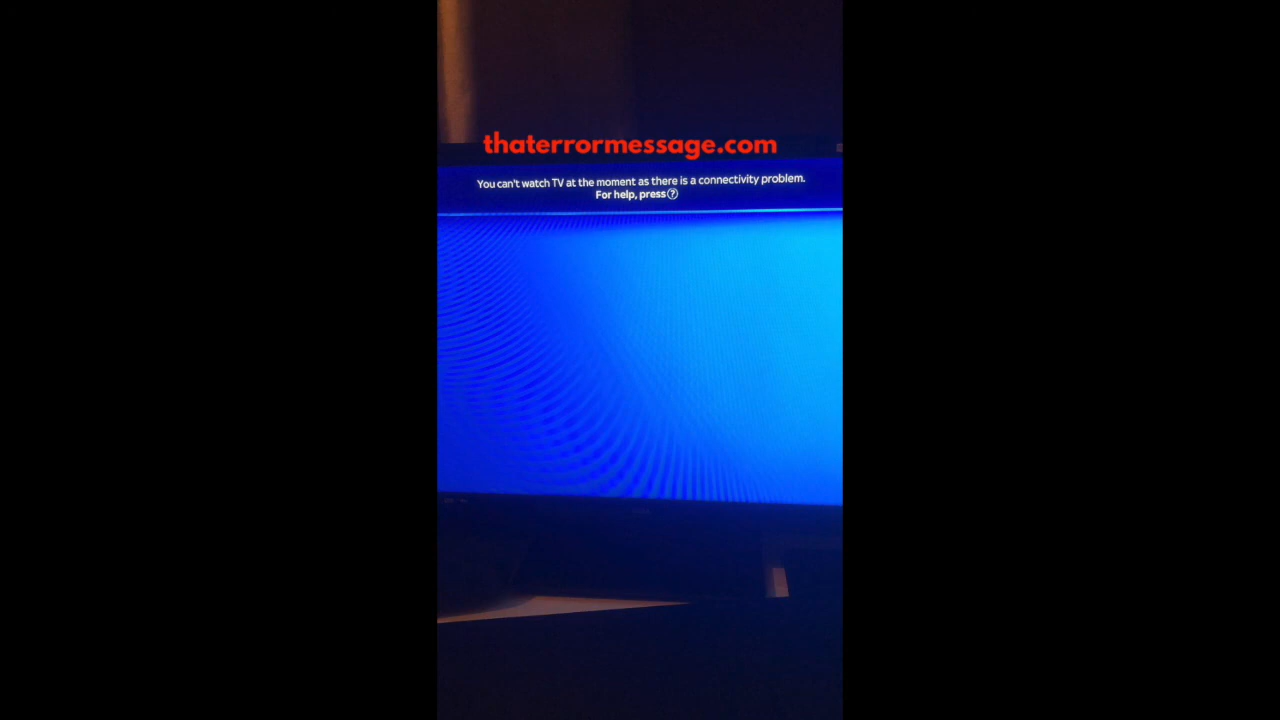 thaterrormessage.com
You can't watch TV at the moment as there is a connectivity problem.
For help, press ?